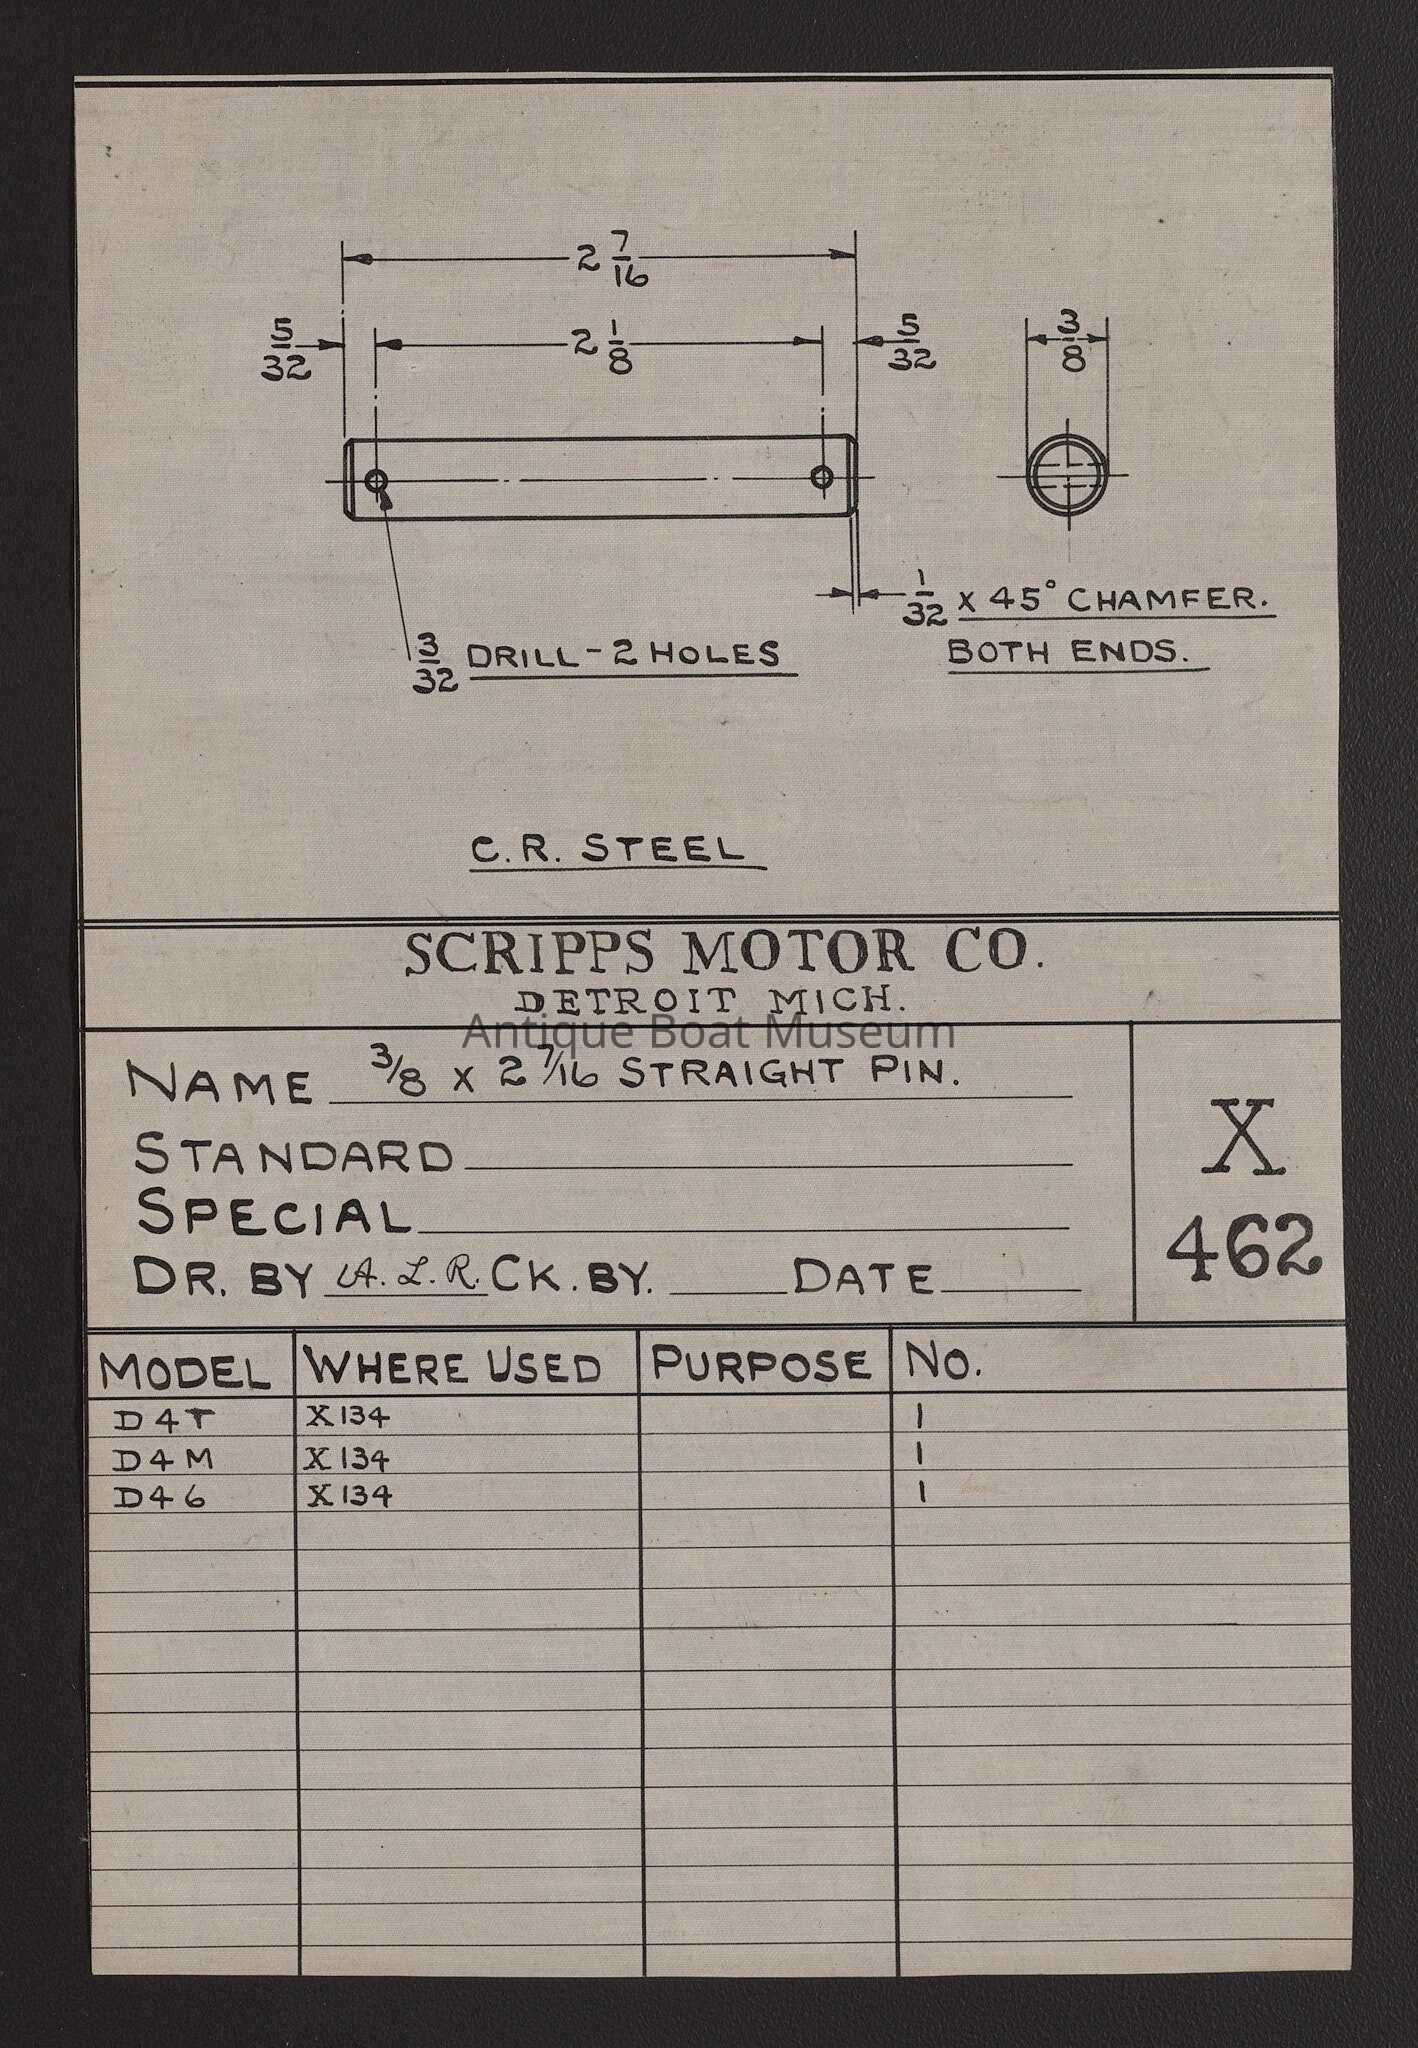 2 7/16
5/32 2 1/8 5/32 3/8
1/32 X 45° CHAMFER.
BOTH ENDS.
3/32 DRILL-2 HOLES
C.R. STEEL
SCRIPPS MOTOR CO.
DETROIT MICH.
Antique Boat Museum
NAME 3/8 X 2 7/16 STRAIGHT PIN.
STANDARD
SPECIAL
DR. BY A.L.R. CK. BY. DATE
X
462
MODEL WHERE USED PURPOSE NO.
D4T X134 1
D4M X134 1
D46 X134 1